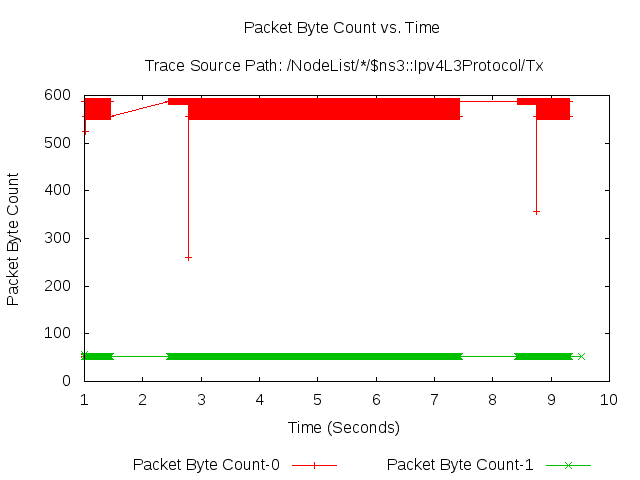 Packet Byte Count vs. Time
Trace Source Path: /NodeList/*/$ns3::Ipv4L3Protocol/Tx
600
500
400
300
200
100
0
Packet Byte Count
1 2 3 4 5 6 7 8 9 10
Time (Seconds)
Packet Byte Count-0 Packet Byte Count-1